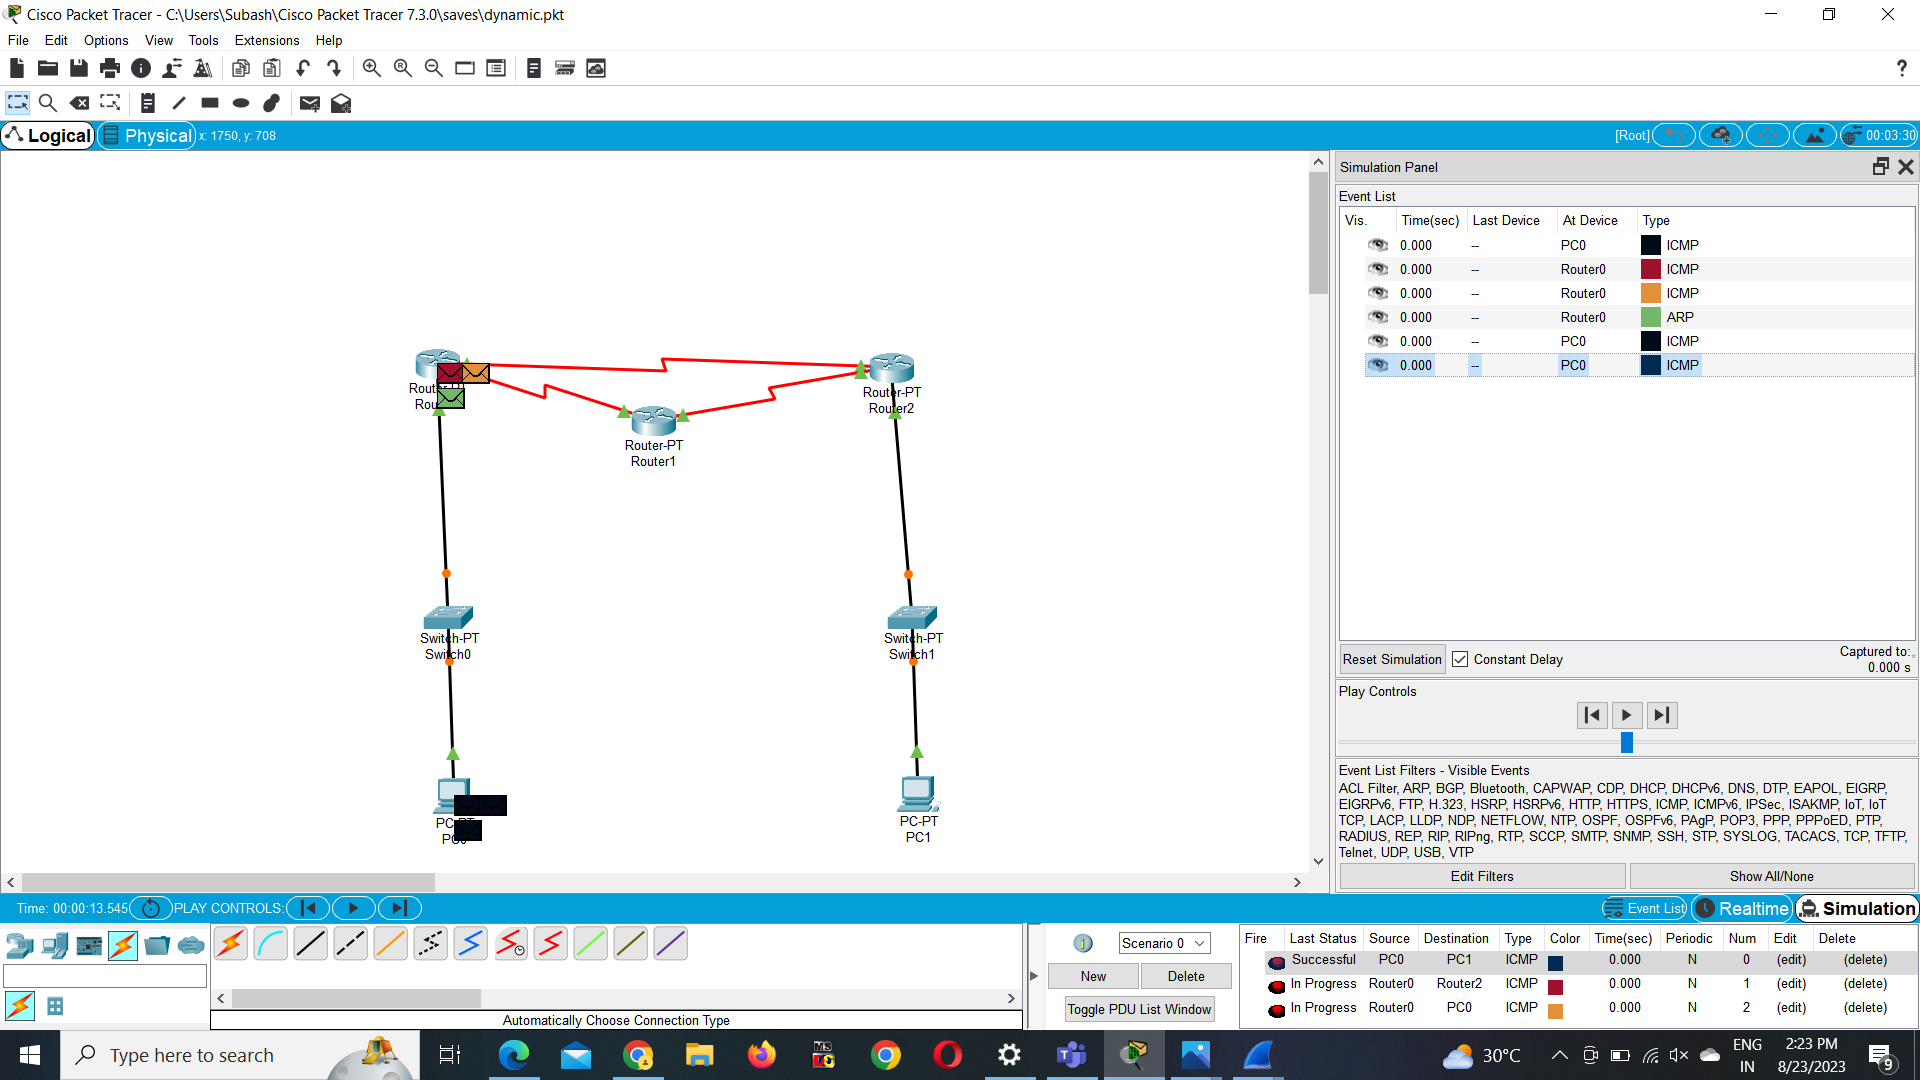 Cisco Packet Tracer - C:\Users\Subash\Cisco Packet Tracer 7.3.0\saves\dynamic.pkt
File Edit Options View Tools Extensions Help
Logical Physical x: 1750, y: 708 [Root] 00:03:30
Simulation Panel
Event List
Vis. Time(sec) Last Device At Device Type
0.000 -- PC0 ICMP
0.000 -- Router0 ICMP
0.000 -- Router0 ICMP
0.000 -- Router0 ARP
0.000 -- PC0 ICMP
0.000 -- PC0 ICMP
Router-PT
Router2
Router-PT
Router1
Switch-PT
Switch0
Switch-PT
Switch1
PC-PT
PC0
PC-PT
PC1
Reset Simulation Constant Delay Captured to:
0.000 s
Play Controls
Event List Filters - Visible Events
ACL Filter, ARP, BGP, Bluetooth, CAPWAP, CDP, DHCP, DHCPv6, DNS, DTP, EAPOL, EIGRP,
EIGRPv6, FTP, H.323, HSRP, HSRPv6, HTTP, HTTPS, ICMP, ICMPv6, IPSec, ISAKMP, IoT, IoT
TCP, LACP, LLDP, NDP, NETFLOW, NTP, OSPF, OSPFv6, PAgP, POP3, PPP, PPPoED, PTP,
RADIUS, REP, RIP, RIPng, RTP, SCCP, SMTP, SNMP, SSH, STP, SYSLOG, TACACS, TCP, TFTP,
Telnet, UDP, USB, VTP
Edit Filters Show All/None
Time: 00:00:13.545 PLAY CONTROLS: Event List Realtime Simulation
Scenario 0
New Delete
Toggle PDU List Window
Fire Last Status Source Destination Type Color Time(sec) Periodic Num Edit Delete
Successful PC0 PC1 ICMP 0.000 N 0 (edit) (delete)
In Progress Router0 Router2 ICMP 0.000 N 1 (edit) (delete)
In Progress Router0 PC0 ICMP 0.000 N 2 (edit) (delete)
Automatically Choose Connection Type
Type here to search
30°C
ENG
IN
2:23 PM
8/23/2023
9